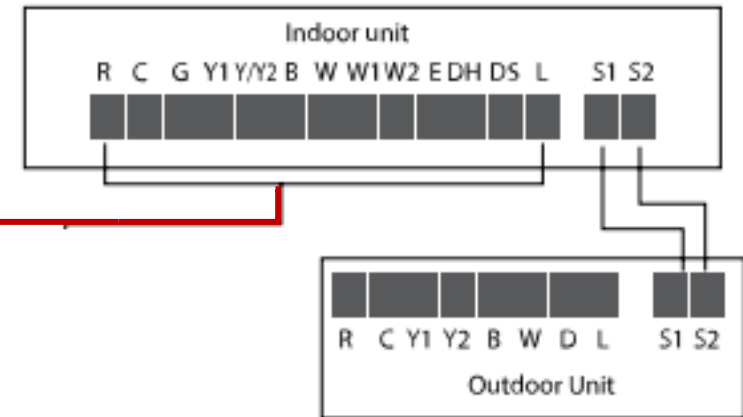 Indoor unit
R C G Y1 Y/Y2 B W W1 W2 E DH DS L S1 S2
R C Y1 Y2 B W D L S1 S2
Outdoor Unit